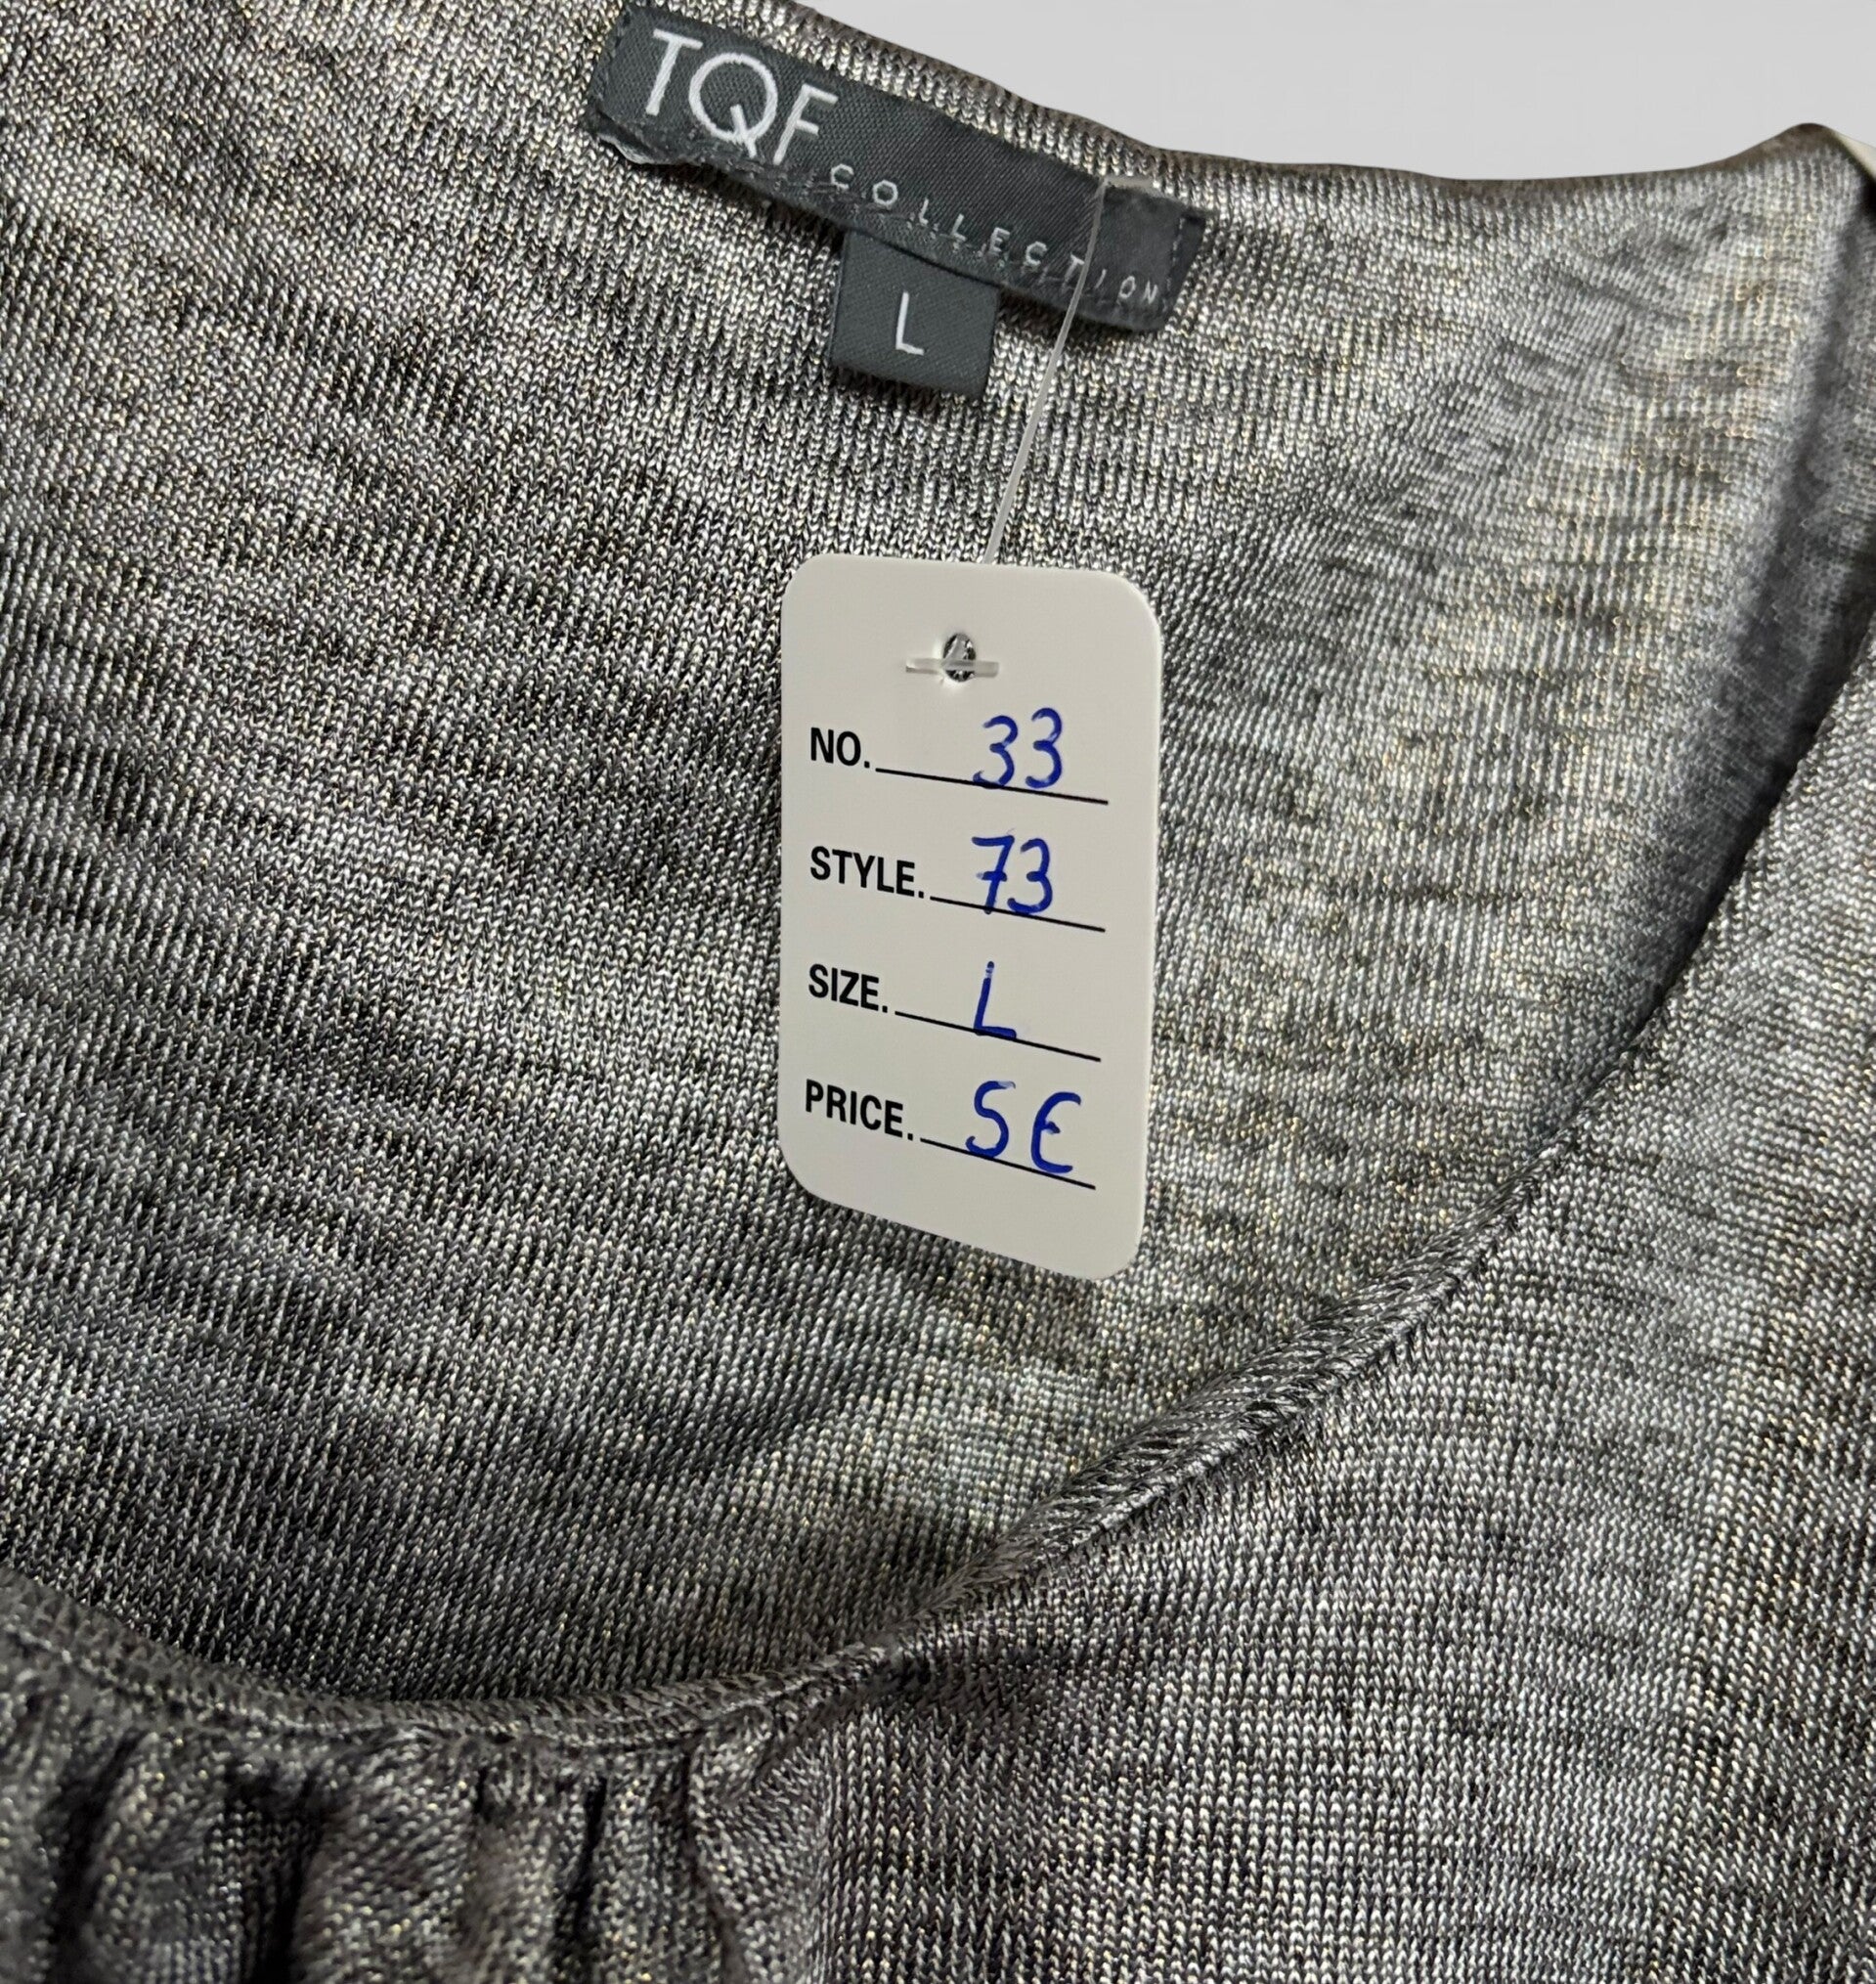 TQF COLLECTION
L
NO. 33
STYLE. 73
SIZE. L
PRICE. 5€